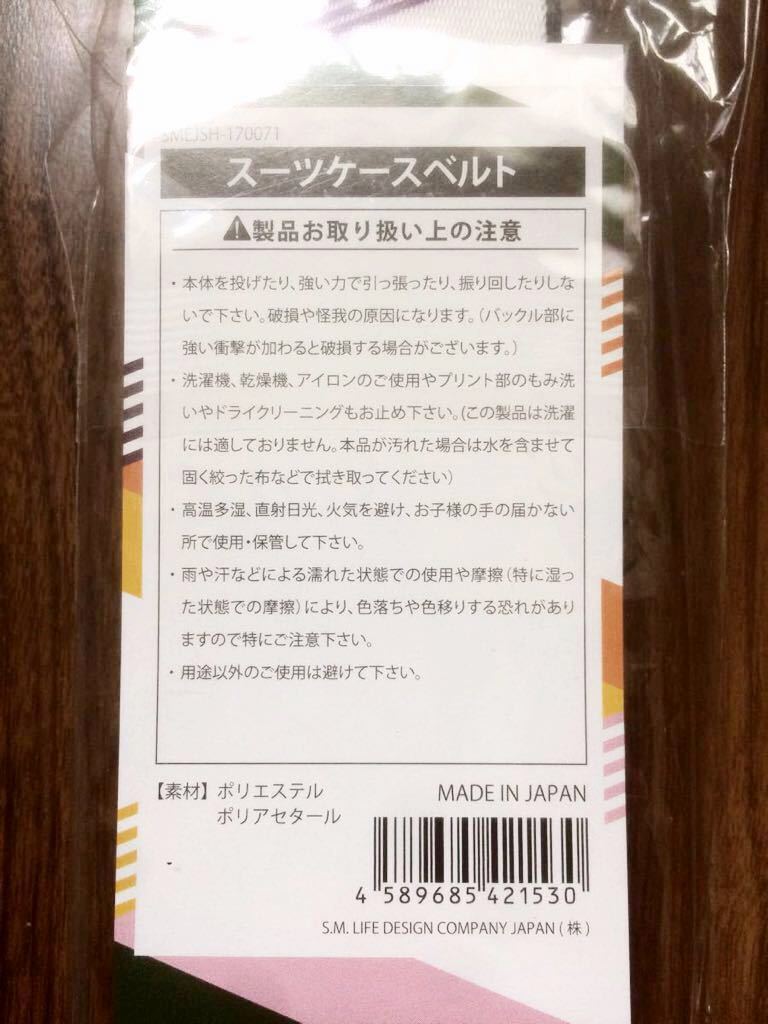 SMEJSH-170071
スーツケースベルト
⚠製品お取り扱い上の注意
・本体を投げたり、強い力で引っ張ったり、振り回したりしな
いで下さい。破損や怪我の原因になります。（バックル部に
強い衝撃が加わると破損する場合がございます。）
・洗濯機、乾燥機、アイロンのご使用やプリント部のもみ洗
いやドライクリーニングもお止め下さい。(この製品は洗濯
には適しておりません。本品が汚れた場合は水を含ませて
固く絞った布などで拭き取ってください）
・高温多湿、直射日光、火気を避け、お子様の手の届かない
所で使用・保管して下さい。
・雨や汗などによる濡れた状態での使用や摩擦（特に湿っ
た状態での摩擦）により、色落ちや色移りする恐れがあり
ますので特にご注意下さい。
・用途以外のご使用は避けて下さい。
【素材】ポリエステル
ポリアセタール
MADE IN JAPAN
4 589685 421530
S.M. LIFE DESIGN COMPANY JAPAN (株)